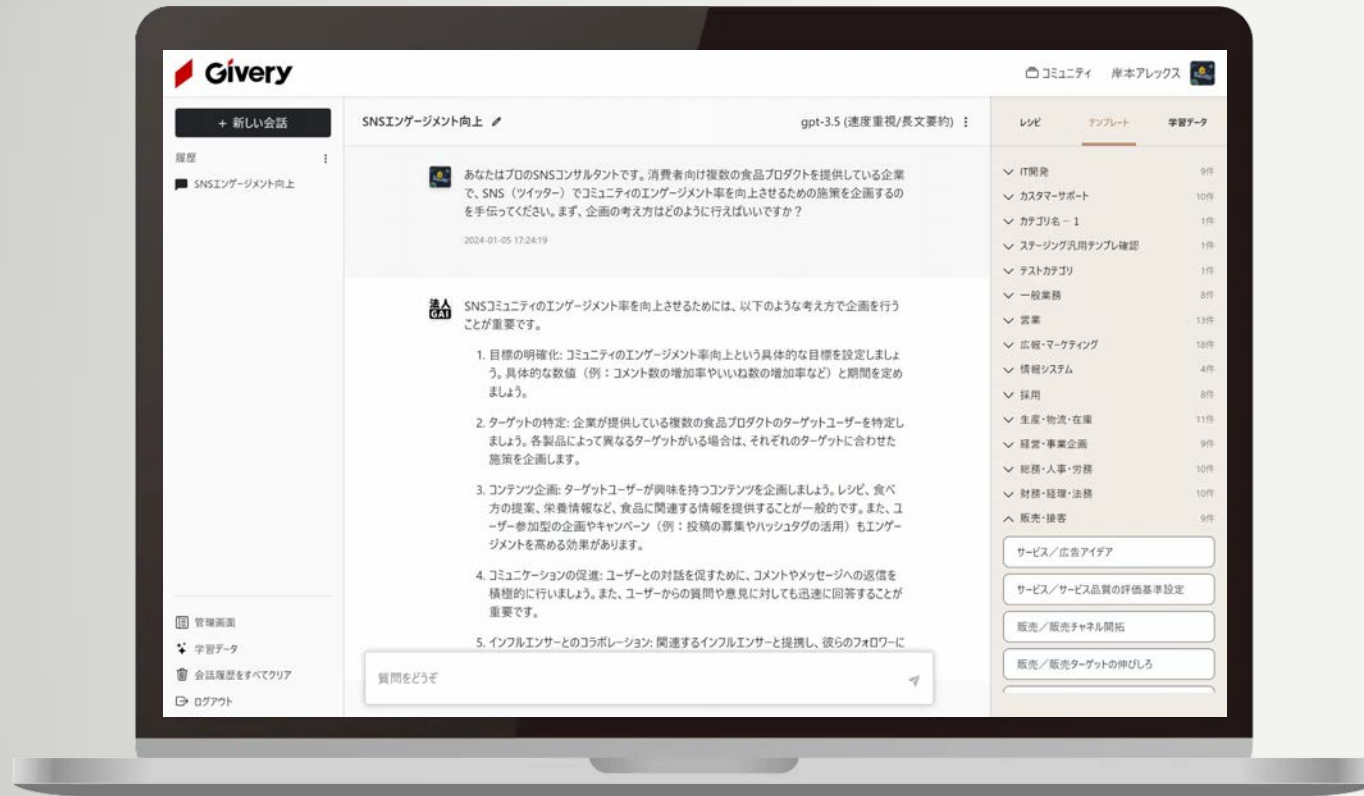 Givery
コミュニティ 岸本アレックス
+ 新しい会話
履歴
SNSエンゲージメント向上
管理画面
学習データ
会話履歴をすべてクリア
ログアウト
SNSエンゲージメント向上
gpt-3.5 (速度重視/長文要約)
あなたはプロのSNSコンサルタントです。消費者向け複数の食品プロダクトを提供している企業
で、SNS（ツイッター）でコミュニティのエンゲージメント率を向上させるための施策を企画するの
を手伝ってください。まず、企画の考え方はどのように行えばいいですか？
2024-01-05 17:24:19
法人
GAI
SNSコミュニティのエンゲージメント率を向上させるためには、以下のような考え方で企画を行う
ことが重要です。
1. 目標の明確化: コミュニティのエンゲージメント率向上という具体的な目標を設定しましょ
う。具体的な数値（例：コメント数の増加率やいいね数の増加率など）と期間を定め
ましょう。
2. ターゲットの特定: 企業が提供している複数の食品プロダクトのターゲットユーザーを特定し
ましょう。各製品によって異なるターゲットがいる場合は、それぞれのターゲットに合わせた
施策を企画します。
3. コンテンツ企画: ターゲットユーザーが興味を持つコンテンツを企画しましょう。レシピ、食べ
方の提案、栄養情報など、食品に関連する情報を提供することが一般的です。また、ユ
ーザー参加型の企画やキャンペーン（例：投稿の募集やハッシュタグの活用）もエンゲー
ジメントを高める効果があります。
4. コミュニケーションの促進: ユーザーとの対話を促すために、コメントやメッセージへの返信を
積極的に行いましょう。また、ユーザーからの質問や意見に対しても迅速に回答することが
重要です。
5. インフルエンサーとのコラボレーション: 関連するインフルエンサーと提携し、彼らのフォロワーに
質問をどうぞ
レシピ テンプレート 学習データ
IT開発 9件
カスタマーサポート 10件
カテゴリ名 － 1 1件
ステージング汎用テンプレ確認 1件
テストカテゴリ 1件
一般業務 8件
営業 13件
広報・マーケティング 18件
情報システム 4件
採用 8件
生産・物流・在庫 11件
経営・事業企画 9件
総務・人事・労務 10件
財務・経理・法務 10件
販売・接客 9件
サービス／広告アイデア
サービス／サービス品質の評価基準設定
販売／販売チャネル開拓
販売／販売ターゲットの伸びしろ